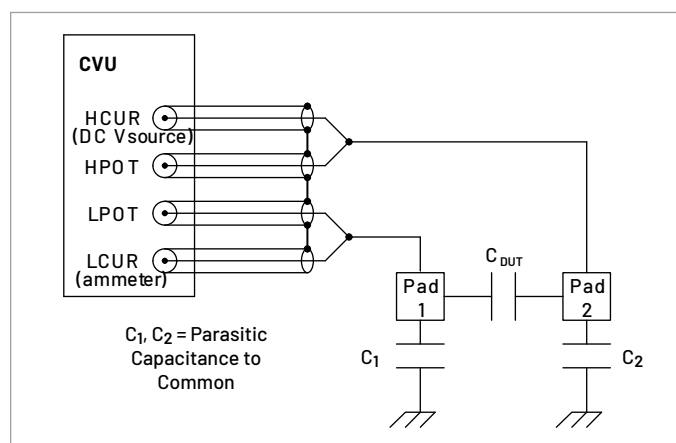 CVU
HCUR
(DC Vsource)
HPOT
LPOT
LCUR
(ammeter)
C1, C2 = Parasitic
Capacitance to
Common
CDUT
Pad
1
Pad
2
C1
C2